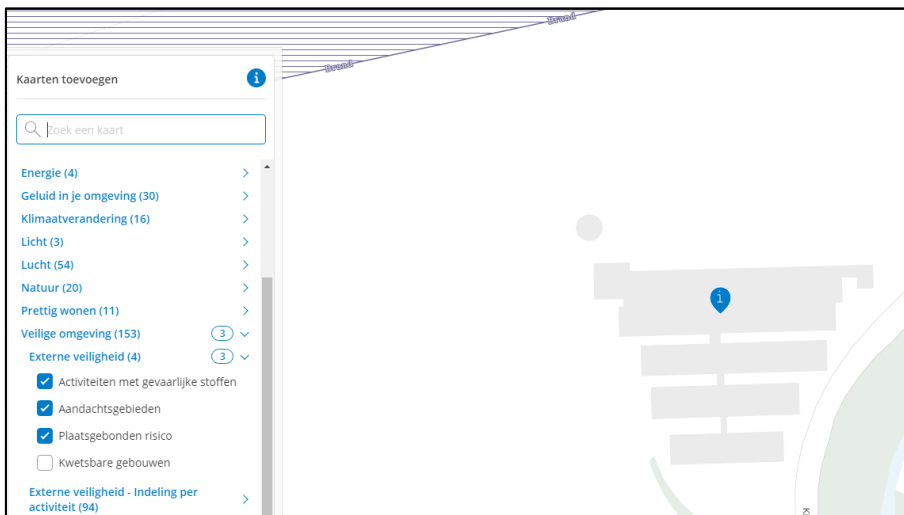 Brand
Brand
Kaarten toevoegen
i
Zoek een kaart
Energie (4)
Geluid in je omgeving (30)
Klimaatverandering (16)
Licht (3)
Lucht (54)
Natuur (20)
Prettig wonen (11)
Veilige omgeving (153) 3
Externe veiligheid (4) 3
Activiteiten met gevaarlijke stoffen
Aandachtsgebieden
Plaatsgebonden risico
Kwetsbare gebouwen
Externe veiligheid - Indeling per
activiteit (94)
i